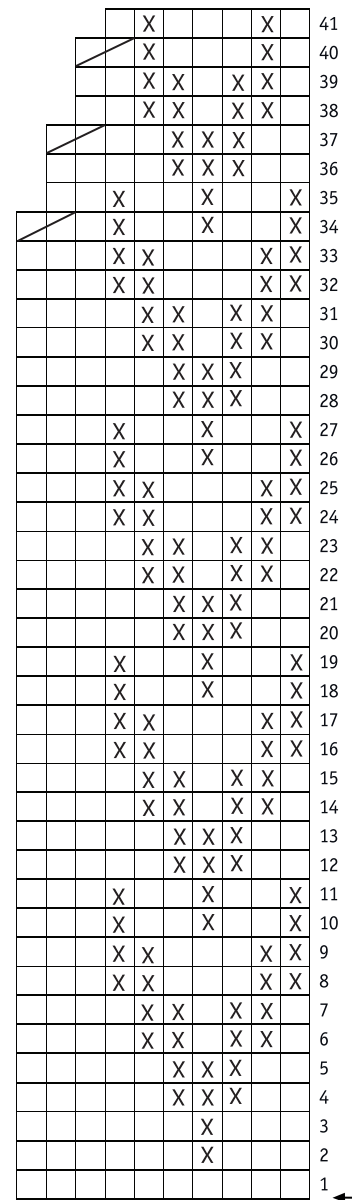 X X 41
X X 40
X X X X 39
X X X X 38
X X X 37
X X X 36
X X X 35
X X X 34
X X X X 33
X X X X 32
X X X X 31
X X X X 30
X X X 29
X X X 28
X X X 27
X X X 26
X X X X 25
X X X X 24
X X X X 23
X X X X 22
X X X 21
X X X 20
X X X 19
X X X 18
X X X X 17
X X X X 16
X X X X 15
X X X X 14
X X X 13
X X X 12
X X X 11
X X X 10
X X X X 9
X X X X 8
X X X X 7
X X X X 6
X X X 5
X X X 4
X 3
X 2
1